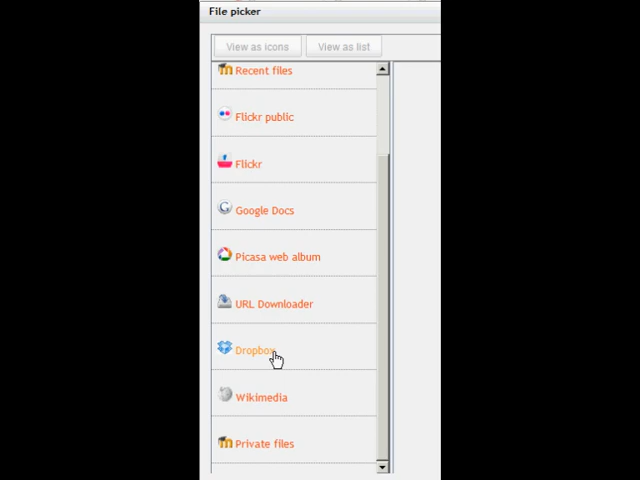 File picker
View as icons View as list
Recent files
Flickr public
Flickr
Google Docs
Picasa web album
URL Downloader
Dropbox
Wikimedia
Private files